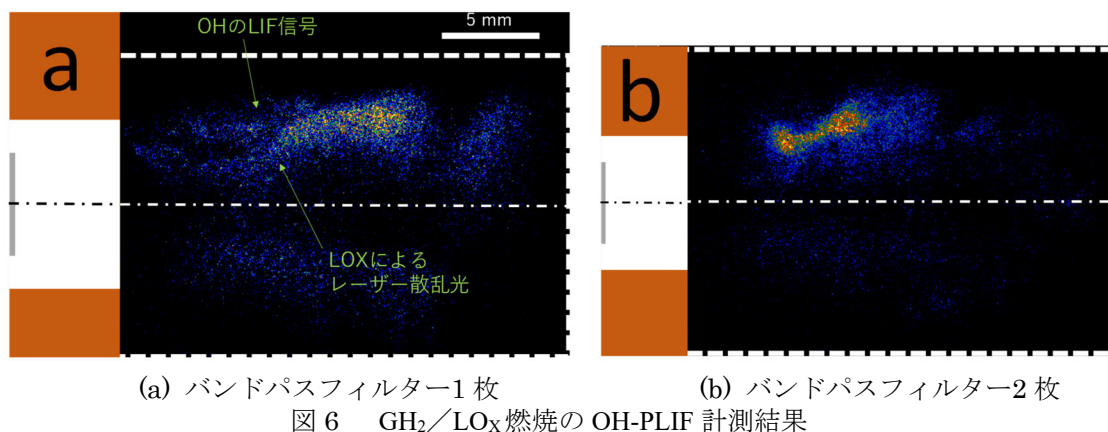 OHのLIF信号
5 mm
a
b
LOXによる
レーザー散乱光
(a) バンドパスフィルター1 枚
(b) バンドパスフィルター2 枚
図 6 GH₂／LOx燃焼の OH-PLIF 計測結果